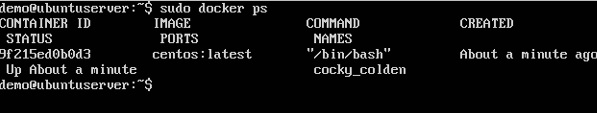 demo@ubuntuserver:~$ sudo docker ps
CONTAINER ID        IMAGE               COMMAND             CREATED
 STATUS              PORTS               NAMES
9f215ed0b0d3        centos:latest       "/bin/bash"         About a minute ago
 Up About a minute                       cocky_colden
demo@ubuntuserver:~$